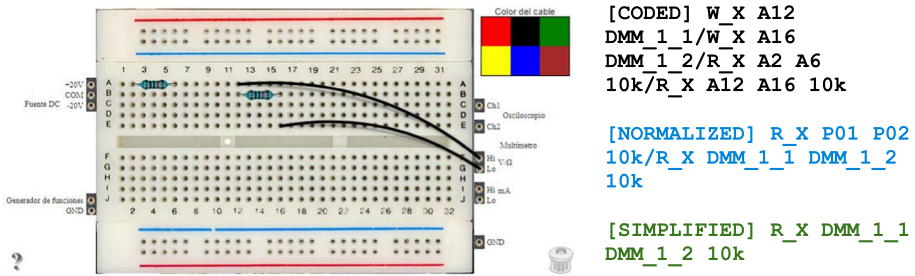 Color del cable
1 3 5 7 9 11 13 15 17 19 21 23 25 27 29 31
A
B
C
D
E
A
B
C
D
E
+20V
COM
-20V
Fuente DC
Ch1
Osciloscopio
Ch2
Multímetro
Hi
V/Ω
Lo
Hi mA
Lo
F
G
H
I
J
F
G
H
I
J
Generador de funciones
GND
2 4 6 8 10 12 14 16 18 20 22 24 26 28 30 32
GND
?
[CODED] W_X A12
DMM_1_1/W_X A16
DMM_1_2/R_X A2 A6
10k/R_X A12 A16 10k
[NORMALIZED] R_X P01 P02
10k/R_X DMM_1_1 DMM_1_2
10k
[SIMPLIFIED] R_X DMM_1_1
DMM_1_2 10k